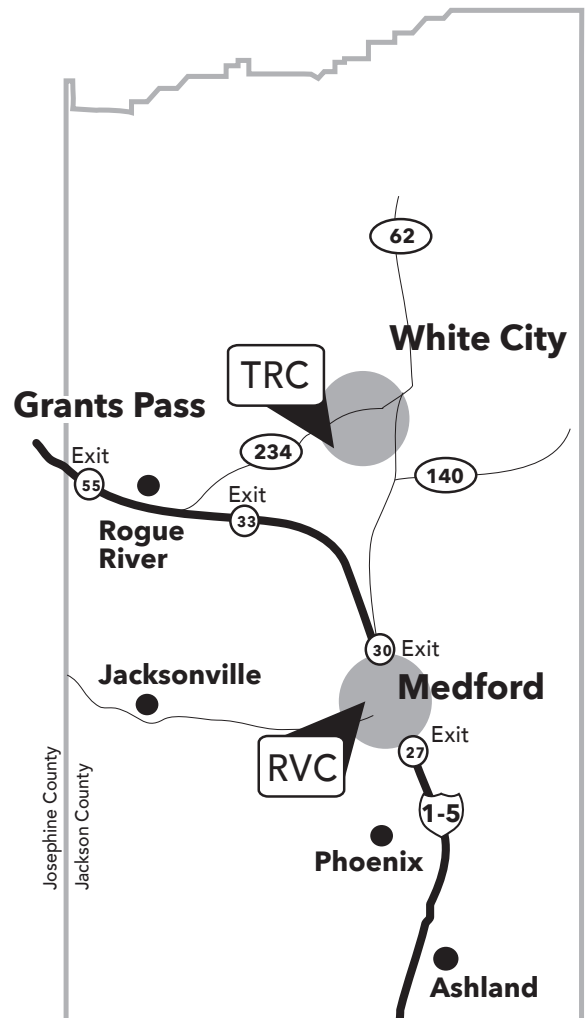 62
White City
TRC
Grants Pass
234
Exit
55
140
Exit
33
Rogue
River
30
Exit
Jacksonville
Medford
Exit
27
RVC
1-5
Josephine County
Jackson County
Phoenix
Ashland